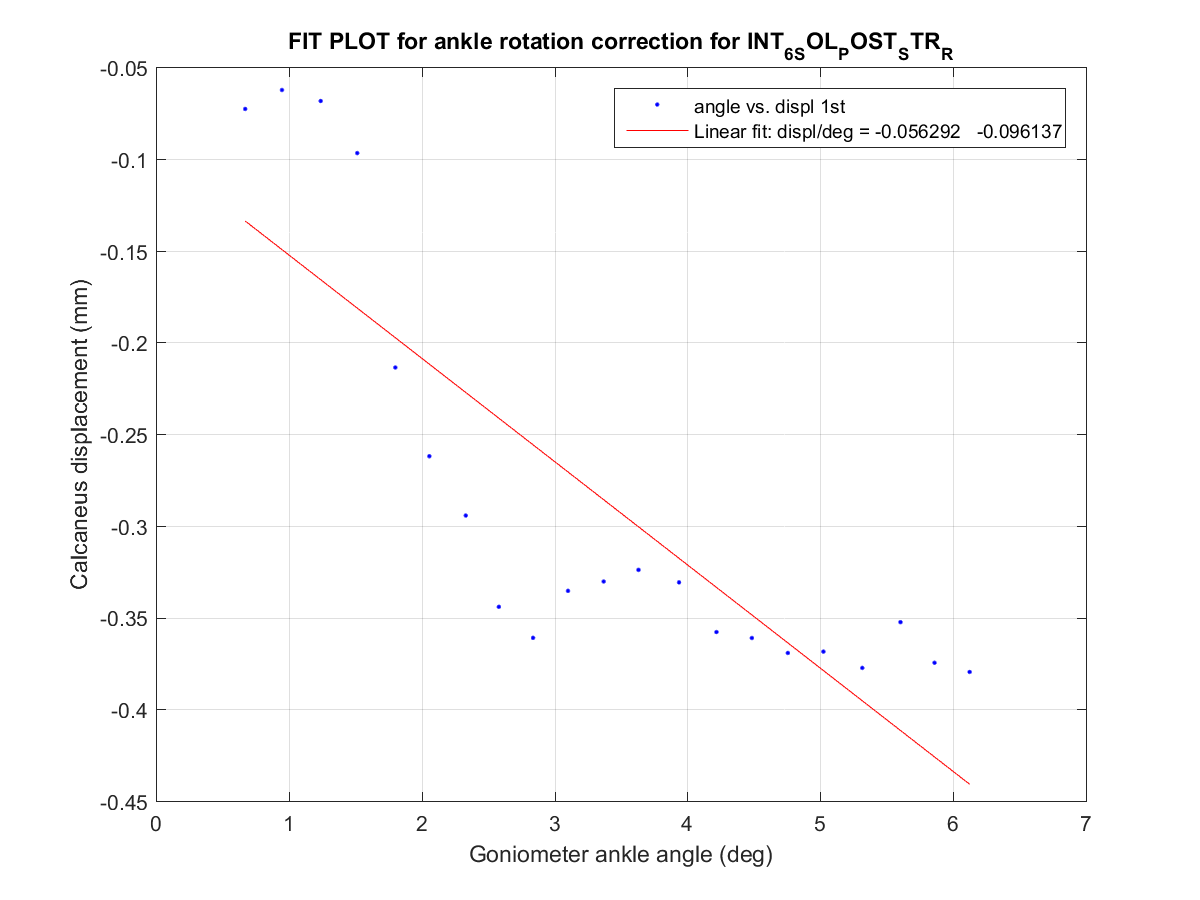 FIT PLOT for ankle rotation correction for INT6SOLPOSTSTRR
-0.05
angle vs. displ 1st
Linear fit: displ/deg = -0.056292 -0.096137
-0.1
-0.15
-0.2
-0.25
-0.3
-0.35
-0.4
-0.45
Calcaneus displacement (mm)
0 1 2 3 4 5 6 7
Goniometer ankle angle (deg)